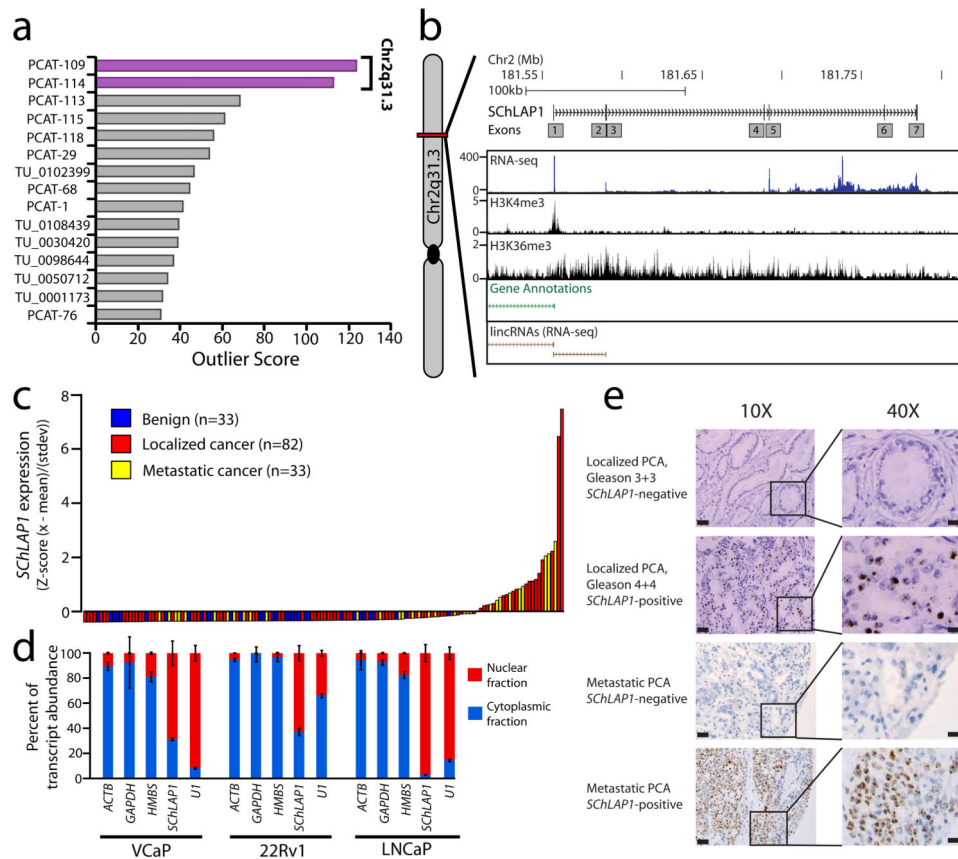 a
PCAT-109
PCAT-114
PCAT-113
PCAT-115
PCAT-118
PCAT-29
TU_0102399
PCAT-68
PCAT-1
TU_0108439
TU_0030420
TU_0098644
TU_0050712
TU_0001173
PCAT-76
0 20 40 60 80 100 120 140
Outlier Score
Chr2q31.3
b
Chr2q31.3
Chr2 (Mb)
181.55 181.65 181.75
100kb
SChLAP1
Exons 1 2 3 4 5 6 7
RNA-seq
400
0
H3K4me3
5
0
H3K36me3
2
0
Gene Annotations
lincRNAs (RNA-seq)
c
SChLAP1 expression
(Z-score (x - mean)/(stdev))
8
6
4
2
0
Benign (n=33)
Localized cancer (n=82)
Metastatic cancer (n=33)
d
Percent of
transcript abundance
100
80
60
40
20
0
Nuclear
fraction
Cytoplasmic
fraction
ACTB GAPDH HMBS SChLAP1 U1 ACTB GAPDH HMBS SChLAP1 U1 ACTB GAPDH HMBS SChLAP1 U1
VCaP 22Rv1 LNCaP
e
10X 40X
Localized PCA,
Gleason 3+3
SChLAP1-negative
Localized PCA,
Gleason 4+4
SChLAP1-positive
Metastatic PCA
SChLAP1-negative
Metastatic PCA
SChLAP1-positive